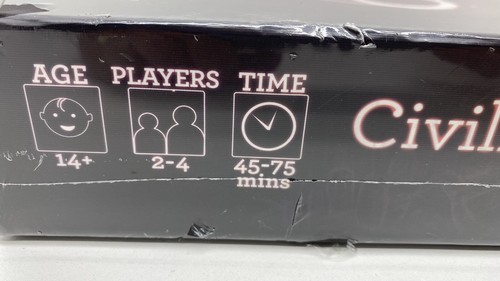 AGE PLAYERS TIME
14+ 2-4 45-75
mins